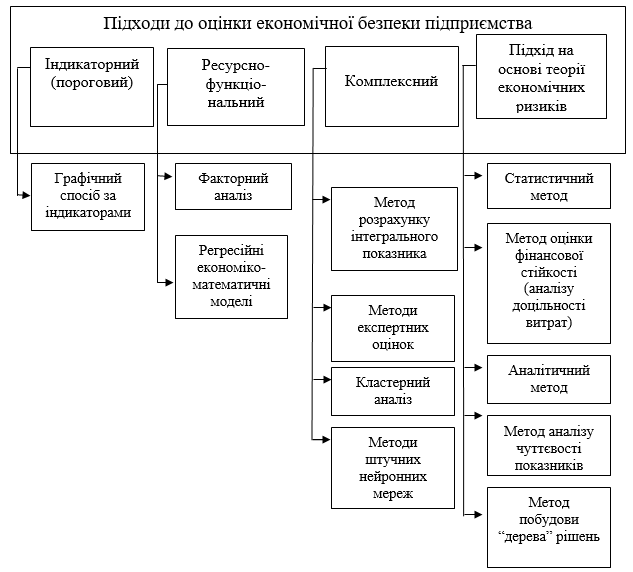 Підходи до оцінки економічної безпеки підприємства
Індикаторний
(пороговий)
Ресурсно-
функціо-
нальний
Комплексний
Підхід на
основі теорії
економічних
ризиків
Графічний
спосіб за
індикаторами
Факторний
аналіз
Регресійні
економіко-
математичні
моделі
Метод
розрахунку
інтегрального
показника
Методи
експертних
оцінок
Кластерний
аналіз
Методи
штучних
нейронних
мереж
Статистичний
метод
Метод оцінки
фінансової
стійкості
(аналізу
доцільності
витрат)
Аналітичний
метод
Метод аналізу
чуттєвості
показників
Метод
побудови
“дерева” рішень